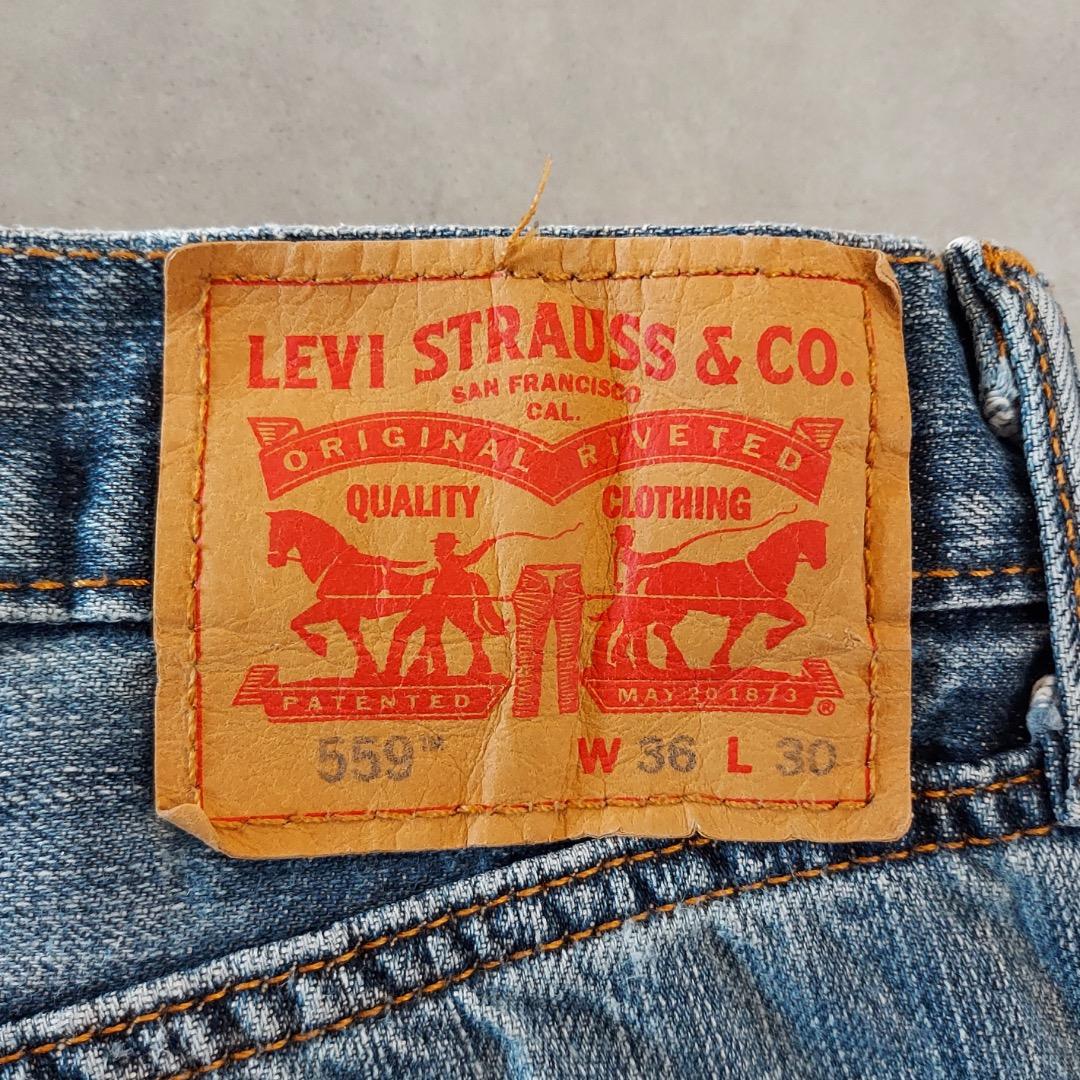 LEVI STRAUSS & CO.
SAN FRANCISCO
CAL.
ORIGINAL RIVETED
QUALITY CLOTHING
PATENTED MAY 20 1873 ®
559™ W 36 L 30